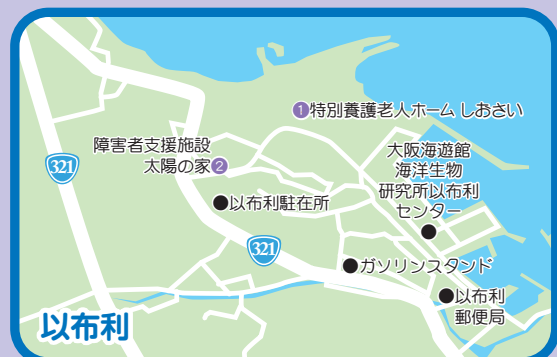 ❶特別養護老人ホーム しおさい
障害者支援施設
太陽の家❷
大阪海遊館
海洋生物
研究所以布利
センター
321
●以布利駐在所
321
●ガソリンスタンド
●以布利
郵便局
以布利